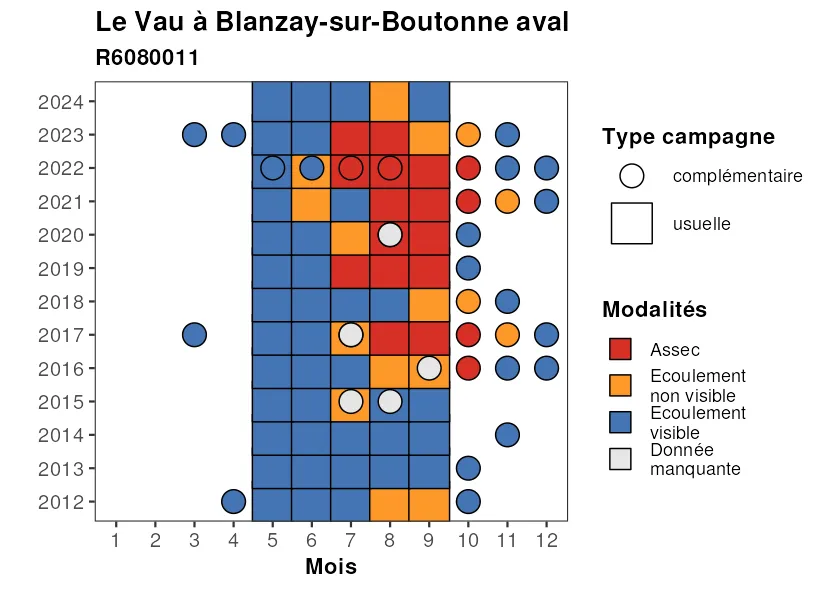 Le Vau à Blanzay-sur-Boutonne aval
R6080011
2024
2023
2022
2021
2020
2019
2018
2017
2016
2015
2014
2013
2012
1 2 3 4 5 6 7 8 9 10 11 12
Mois
Type campagne
complémentaire
usuelle
Modalités
Assec
Ecoulement
non visible
Ecoulement
visible
Donnée
manquante